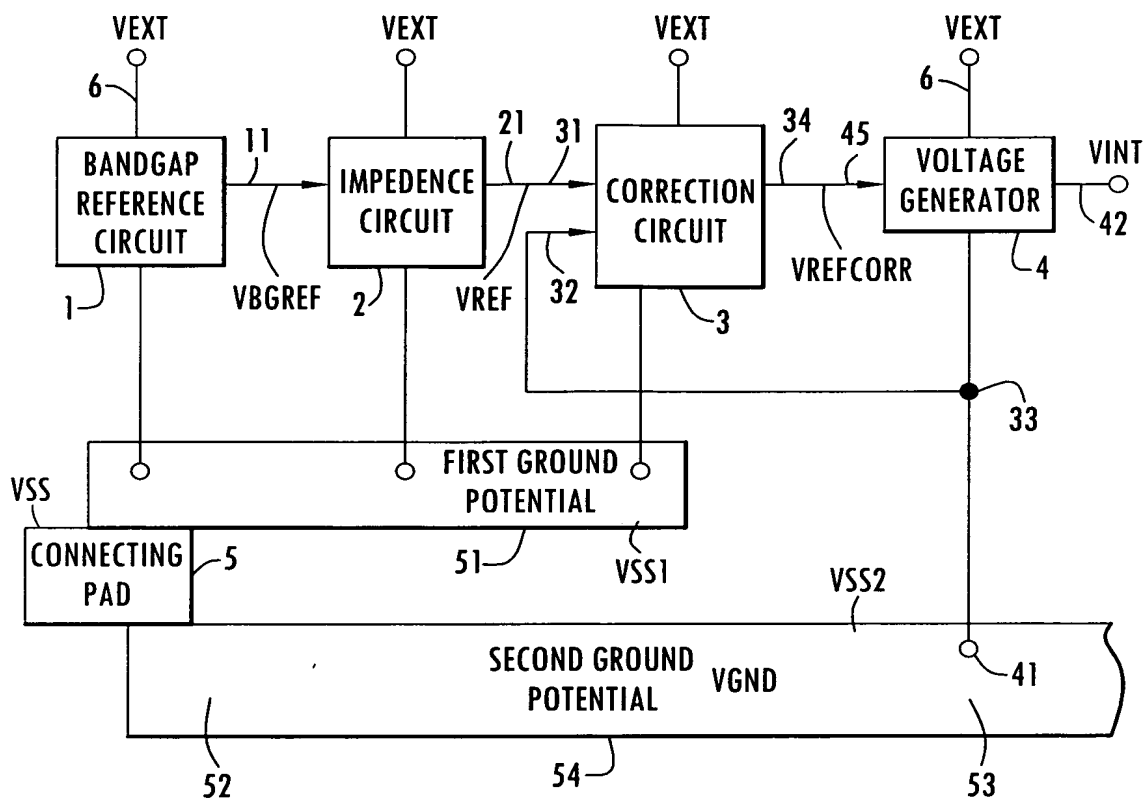 VEXT VEXT VEXT VEXT
6 6
11 21 31 34 45 VINT
BANDGAP
REFERENCE
CIRCUIT
IMPEDENCE
CIRCUIT
CORRECTION
CIRCUIT
VOLTAGE
GENERATOR
42
1 VBGREF 2 VREF 32 3 VREFCORR 4
33
FIRST GROUND
POTENTIAL
VSS
CONNECTING
PAD
5 51 VSS1
VSS2
SECOND GROUND
POTENTIAL
VGND
41
52 54 53